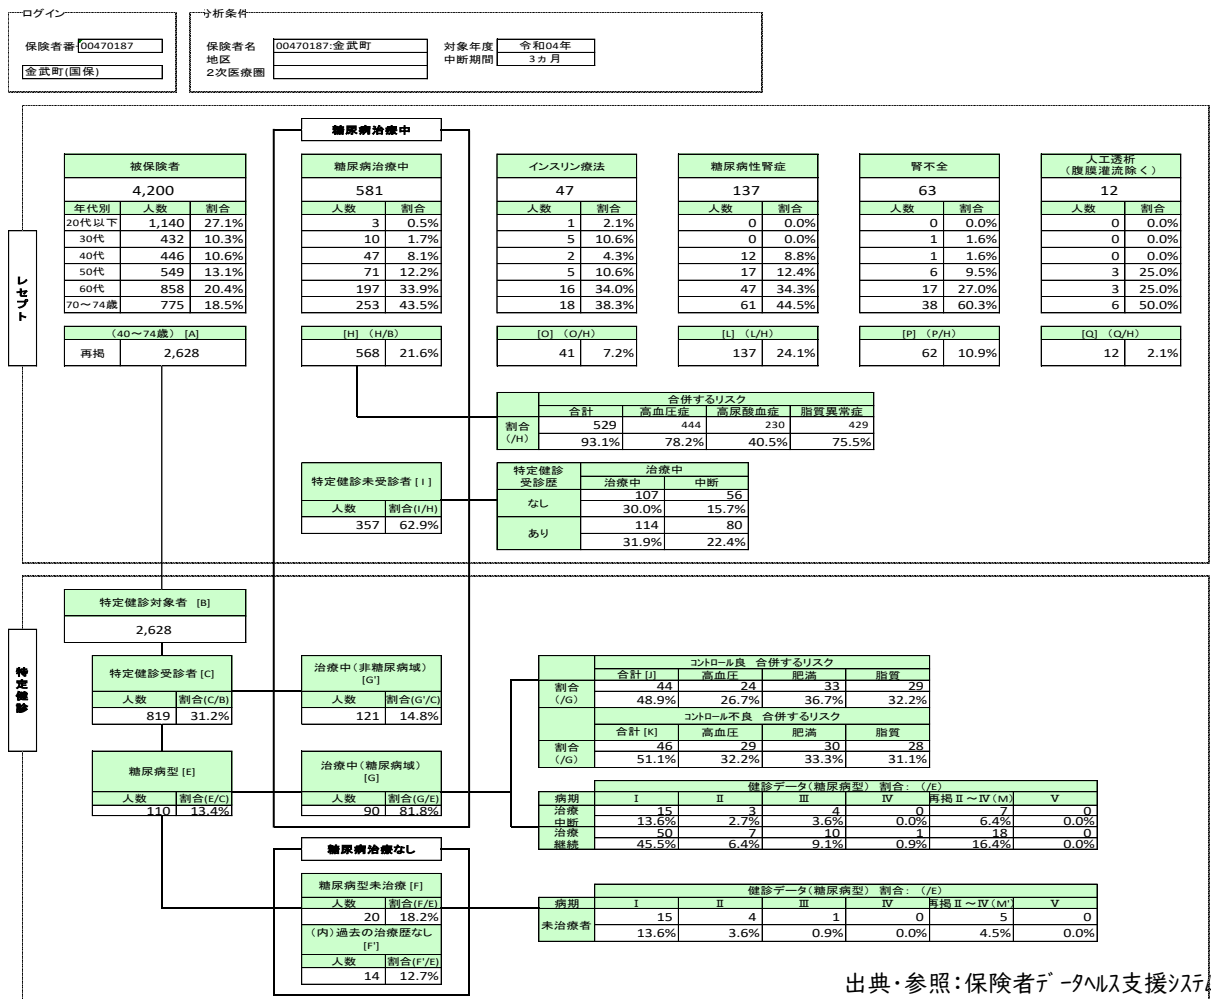 ログイン
保険者番 00470187
金武町(国保)
分析条件
保険者名 00470187:金武町 対象年度 令和04年
地区 中断期間 3ヵ月
2次医療圏
糖尿病治療中
レセプト
被保険者 糖尿病治療中 インスリン療法 糖尿病性腎症 腎不全 人工透析
(腹膜灌流除く)
4,200 581 47 137 63 12
年代別 人数 割合 人数 割合 人数 割合 人数 割合 人数 割合 人数 割合
20代以下 1,140 27.1% 3 0.5% 1 2.1% 0 0.0% 0 0.0% 0 0.0%
30代 432 10.3% 10 1.7% 5 10.6% 0 0.0% 1 1.6% 0 0.0%
40代 446 10.6% 47 8.1% 2 4.3% 12 8.8% 1 1.6% 0 0.0%
50代 549 13.1% 71 12.2% 5 10.6% 17 12.4% 6 9.5% 3 25.0%
60代 858 20.4% 197 33.9% 16 34.0% 47 34.3% 17 27.0% 3 25.0%
70～74歳 775 18.5% 253 43.5% 18 38.3% 61 44.5% 38 60.3% 6 50.0%
(40～74歳) [A] [H] (H/B) [O] (O/H) [L] (L/H) [P] (P/H) [Q] (Q/H)
再掲 2,628 568 21.6% 41 7.2% 137 24.1% 62 10.9% 12 2.1%
合併するリスク
合計 高血圧症 高尿酸血症 脂質異常症
割合 529 444 230 429
(/H) 93.1% 78.2% 40.5% 75.5%
特定健診未受診者 [I]
人数 割合(I/H)
357 62.9%
特定健診 治療中
受診歴 治療中 中断
なし 107 56
30.0% 15.7%
あり 114 80
31.9% 22.4%
特定健診
特定健診対象者 [B]
2,628
特定健診受診者 [C]
人数 割合(C/B)
819 31.2%
治療中(非糖尿病域)
[G']
人数 割合(G'/C)
121 14.8%
コントロール良 合併するリスク
合計 [J] 高血圧 肥満 脂質
割合 44 24 33 29
(/G) 48.9% 26.7% 36.7% 32.2%
コントロール不良 合併するリスク
合計 [K] 高血圧 肥満 脂質
割合 46 29 30 28
(/G) 51.1% 32.2% 33.3% 31.1%
糖尿病型 [E]
人数 割合(E/C)
110 13.4%
治療中(糖尿病域)
[G]
人数 割合(G/E)
90 81.8%
健診データ(糖尿病型) 割合: (/E)
病期 Ⅰ Ⅱ Ⅲ Ⅳ 再掲Ⅱ～Ⅳ(M) Ⅴ
治療 15 3 4 0 7 0
中断 13.6% 2.7% 3.6% 0.0% 6.4% 0.0%
治療 50 7 10 1 18 0
継続 45.5% 6.4% 9.1% 0.9% 16.4% 0.0%
糖尿病治療なし
糖尿病型未治療 [F]
人数 割合(F/E)
20 18.2%
(内)過去の治療歴なし
[F']
人数 割合(F'/E)
14 12.7%
健診データ(糖尿病型) 割合: (/E)
病期 Ⅰ Ⅱ Ⅲ Ⅳ 再掲Ⅱ～Ⅳ(M') Ⅴ
未治療者 15 4 1 0 5 0
13.6% 3.6% 0.9% 0.0% 4.5% 0.0%
出典・参照：保険者データヘルス支援システ